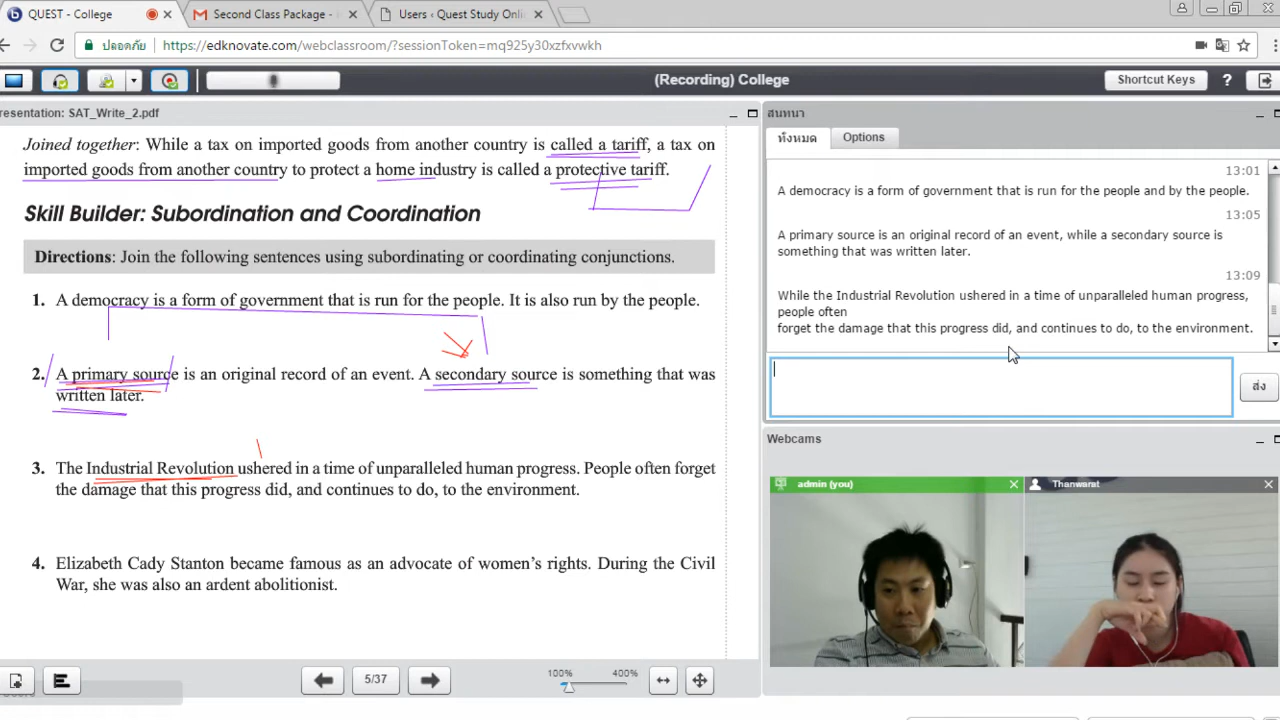 QUEST - College
Second Class Package -
Users ‹ Quest Study Onli
ปลอดภัย
https://edknovate.com/webclassroom/?sessionToken=mq925y30xzfxvwkh
(Recording) College
Shortcut Keys
?
resentation: SAT_Write_2.pdf
Joined together: While a tax on imported goods from another country is called a tariff, a tax on
imported goods from another country to protect a home industry is called a protective tariff.
Skill Builder: Subordination and Coordination
Directions: Join the following sentences using subordinating or coordinating conjunctions.
1. A democracy is a form of government that is run for the people. It is also run by the people.
2. A primary source is an original record of an event. A secondary source is something that was
written later.
3. The Industrial Revolution ushered in a time of unparalleled human progress. People often forget
the damage that this progress did, and continues to do, to the environment.
4. Elizabeth Cady Stanton became famous as an advocate of women's rights. During the Civil
War, she was also an ardent abolitionist.
5/37
100%
400%
สนทนา
ทั้งหมด
Options
13:01
A democracy is a form of government that is run for the people and by the people.
13:05
A primary source is an original record of an event, while a secondary source is
something that was written later.
13:09
While the Industrial Revolution ushered in a time of unparalleled human progress,
people often
forget the damage that this progress did, and continues to do, to the environment.
ส่ง
Webcams
admin (you)
Thanwarat